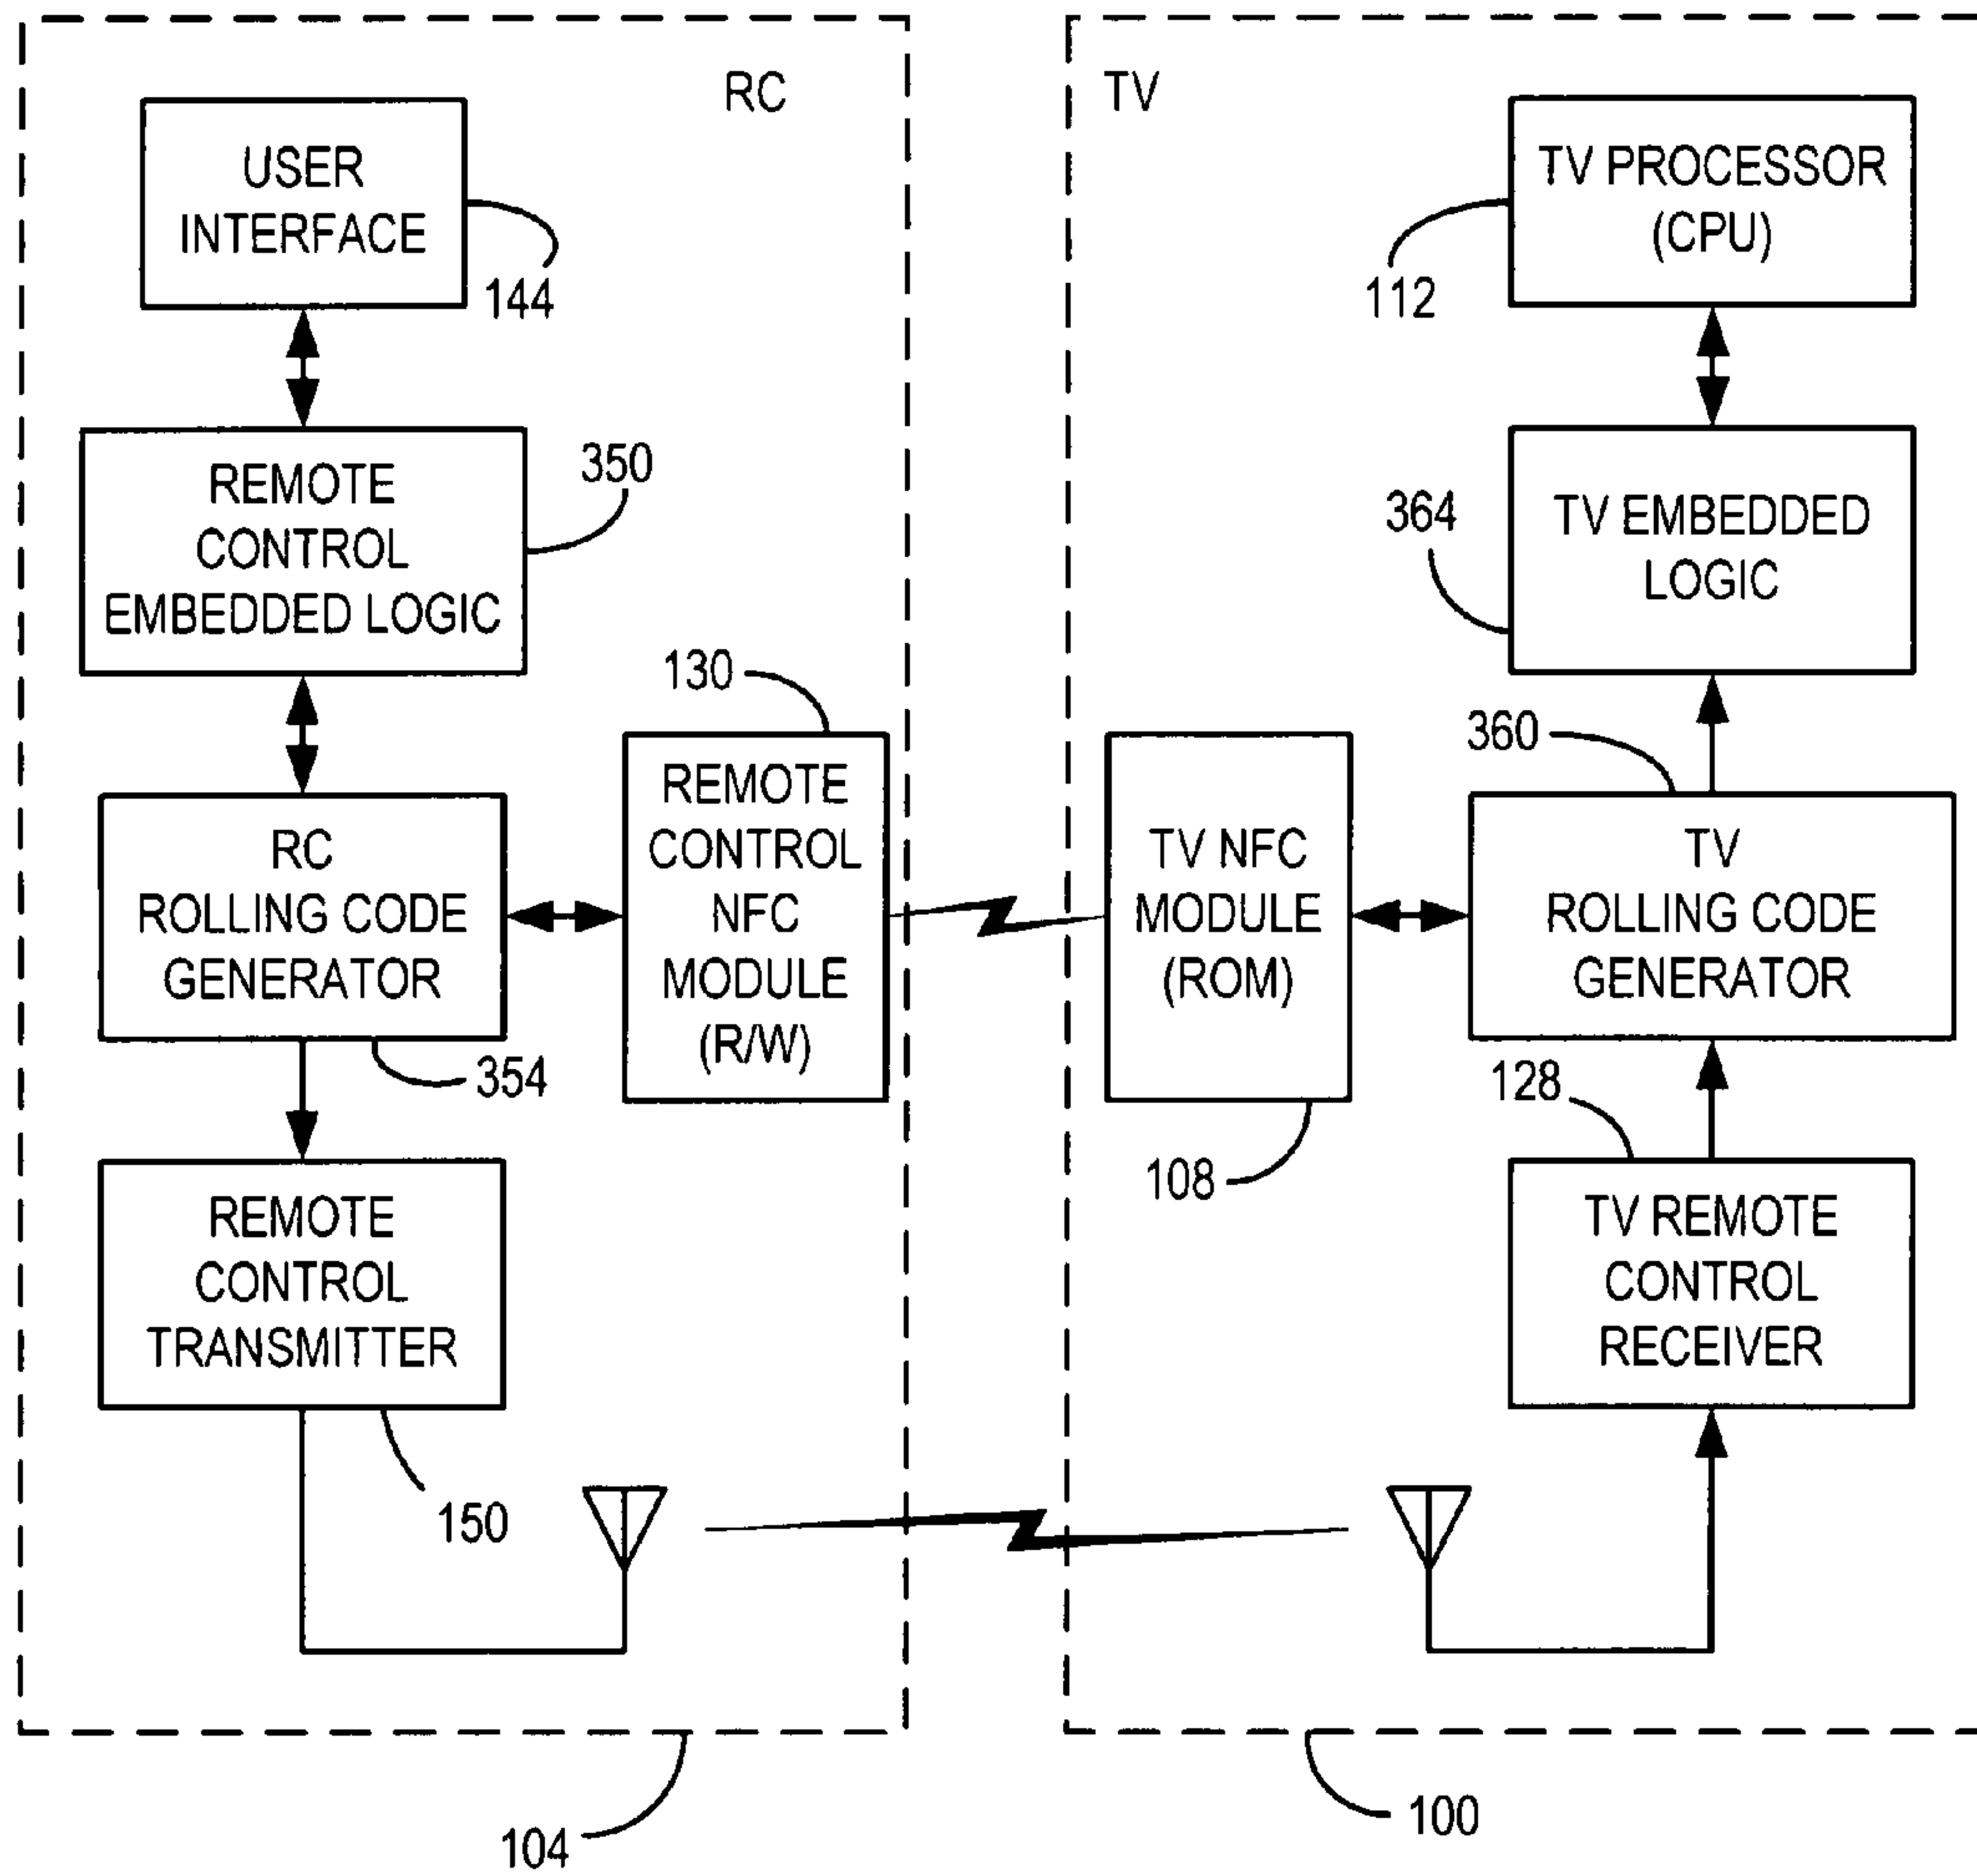 RC
USER
INTERFACE
144
REMOTE
CONTROL
EMBEDDED LOGIC
350
130
RC
ROLLING CODE
GENERATOR
354
REMOTE
CONTROL
NFC
MODULE
(R/W)
REMOTE
CONTROL
TRANSMITTER
150
104
TV
TV PROCESSOR
(CPU)
112
TV EMBEDDED
LOGIC
364
360
TV NFC
MODULE
(ROM)
108
TV
ROLLING CODE
GENERATOR
128
TV REMOTE
CONTROL
RECEIVER
100